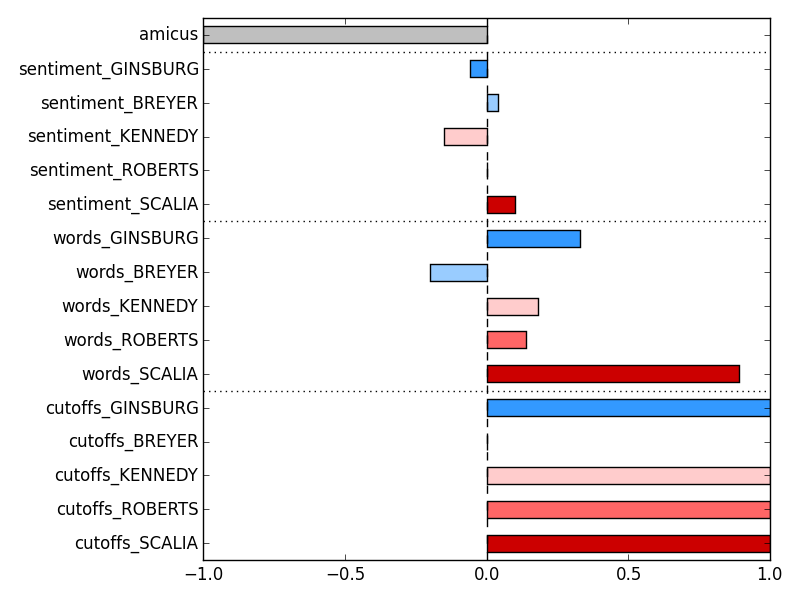 amicus
sentiment_GINSBURG
sentiment_BREYER
sentiment_KENNEDY
sentiment_ROBERTS
sentiment_SCALIA
words_GINSBURG
words_BREYER
words_KENNEDY
words_ROBERTS
words_SCALIA
cutoffs_GINSBURG
cutoffs_BREYER
cutoffs_KENNEDY
cutoffs_ROBERTS
cutoffs_SCALIA
−1.0 −0.5 0.0 0.5 1.0